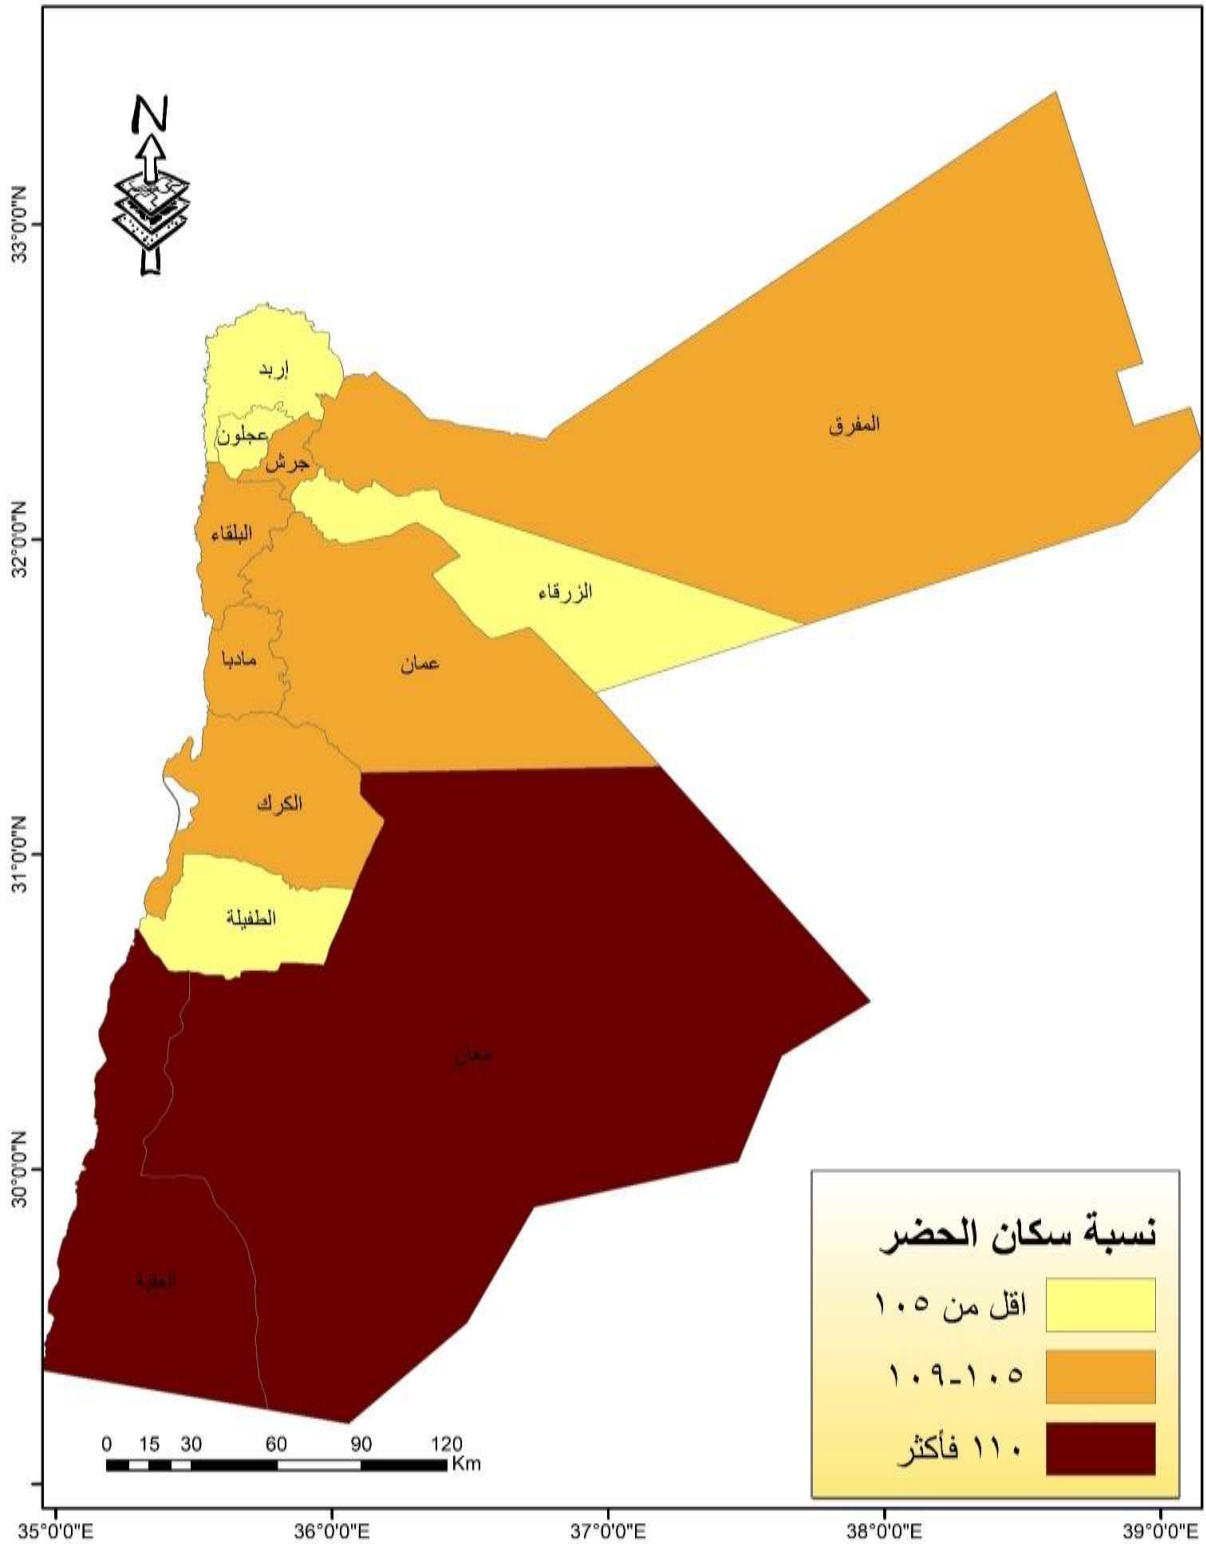 N
33°0'0"N
إربد
عجلون
جرش
المفرق
32°0'0"N
البلقاء
الزرقاء
مادبا
عمان
الكرك
31°0'0"N
الطفيلة
معان
30°0'0"N
العقبة
نسبة سكان الحضر
اقل من ١٠٥
١٠٥-١٠٩
١١٠ فأكثر
0 15 30 60 90 120
Km
35°0'0"E 36°0'0"E 37°0'0"E 38°0'0"E 39°0'0"E